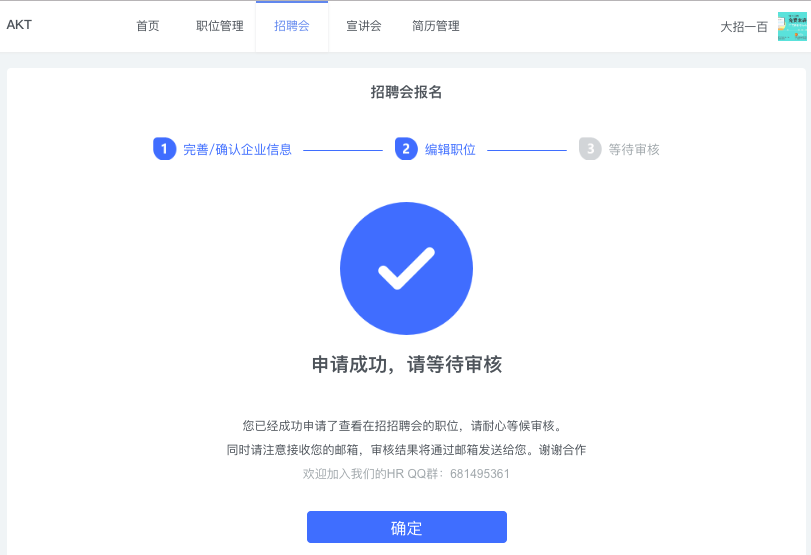 AKT 首页 职位管理 招聘会 宣讲会 简历管理 大招一百
招聘会报名
1 完善/确认企业信息 2 编辑职位 3 等待审核
申请成功，请等待审核
您已经成功申请了查看在招招聘会的职位，请耐心等候审核。
同时请注意接收您的邮箱，审核结果将通过邮箱发送给您。谢谢合作
欢迎加入我们的HR QQ群：681495361
确定